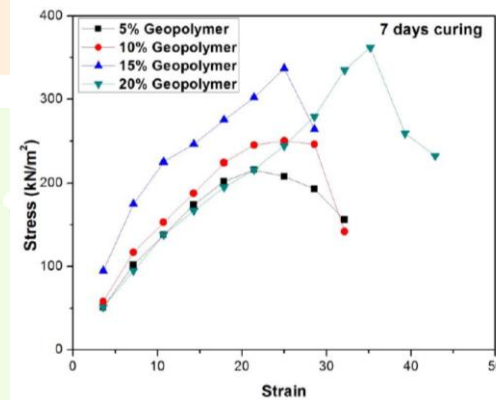 400
300
200
100
0
Stress (kN/m²)
5% Geopolymer
10% Geopolymer
15% Geopolymer
20% Geopolymer
7 days curing
0 10 20 30 40 50
Strain